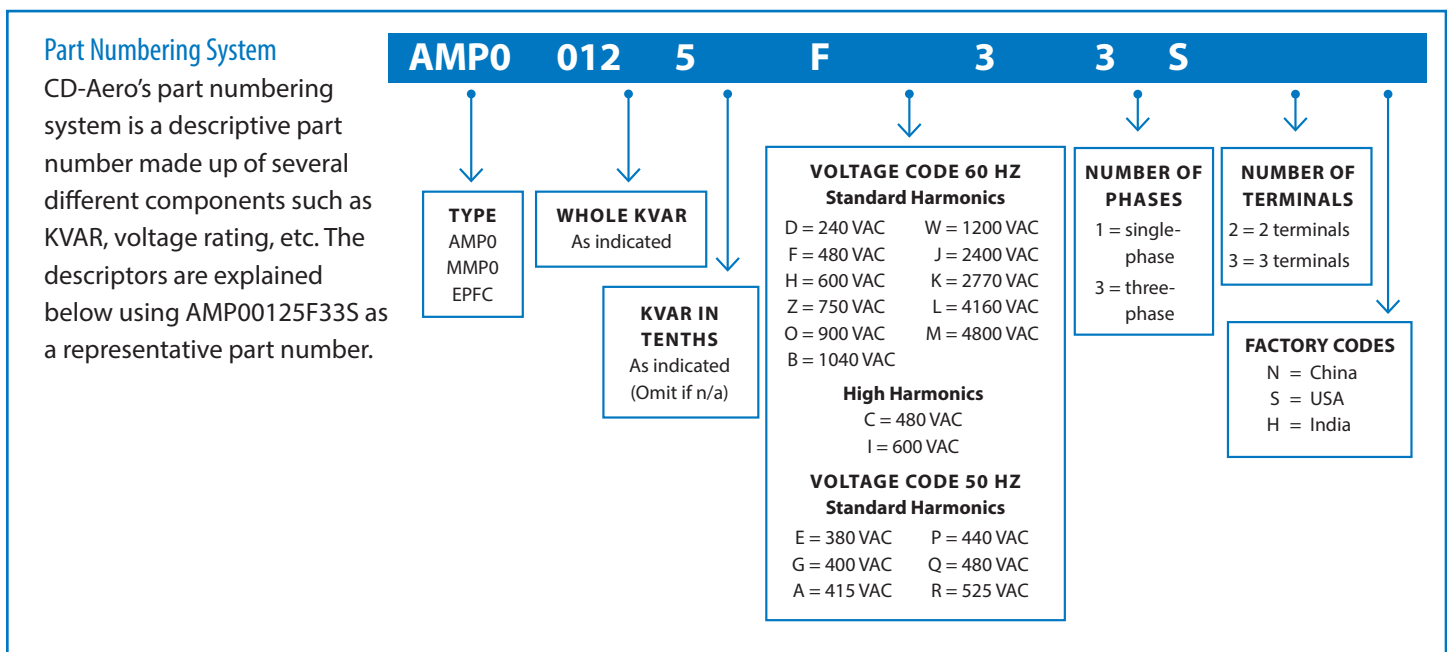 Part Numbering System
CD-Aero’s part numbering
system is a descriptive part
number made up of several
different components such as
KVAR, voltage rating, etc. The
descriptors are explained
below using AMP00125F33S as
a representative part number.
AMP0 012 5 F 3 3 S
TYPE
AMP0
MMP0
EPFC
WHOLE KVAR
As indicated
KVAR IN
TENTHS
As indicated
(Omit if n/a)
VOLTAGE CODE 60 HZ
Standard Harmonics
D = 240 VAC W = 1200 VAC
F = 480 VAC J = 2400 VAC
H = 600 VAC K = 2770 VAC
Z = 750 VAC L = 4160 VAC
O = 900 VAC M = 4800 VAC
B = 1040 VAC
High Harmonics
C = 480 VAC
I = 600 VAC
VOLTAGE CODE 50 HZ
Standard Harmonics
E = 380 VAC P = 440 VAC
G = 400 VAC Q = 480 VAC
A = 415 VAC R = 525 VAC
NUMBER OF
PHASES
1 = single-
phase
3 = three-
phase
NUMBER OF
TERMINALS
2 = 2 terminals
3 = 3 terminals
FACTORY CODES
N = China
S = USA
H = India